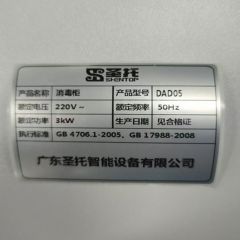 圣托
SHENTOP
产品名称 消毒柜 产品型号 DAD05
额定电压 220V～ 额定频率 50Hz
额定功率 3kW 生产日期 见合格证
执行标准 GB 4706.1-2005、GB 17988-2008
广东圣托智能设备有限公司